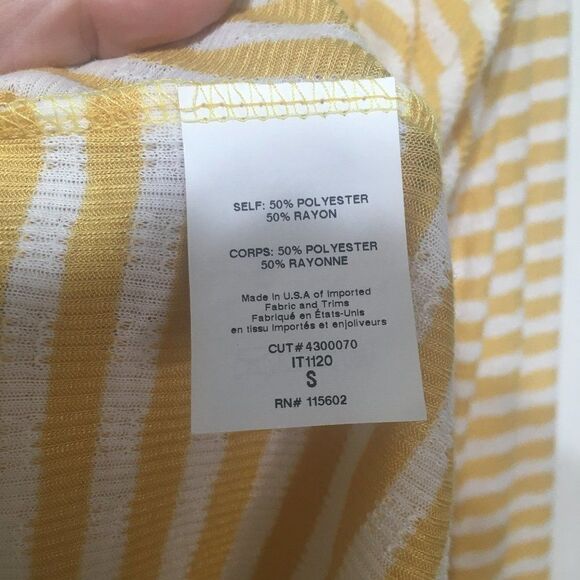 SELF: 50% POLYESTER
50% RAYON
CORPS: 50% POLYESTER
50% RAYONNE
Made in U.S.A of Imported
Fabric and Trims
Fabriqué en États-Unis
en tissu importés et enjoliveurs
CUT# 4300070
IT1120
S
RN# 115602